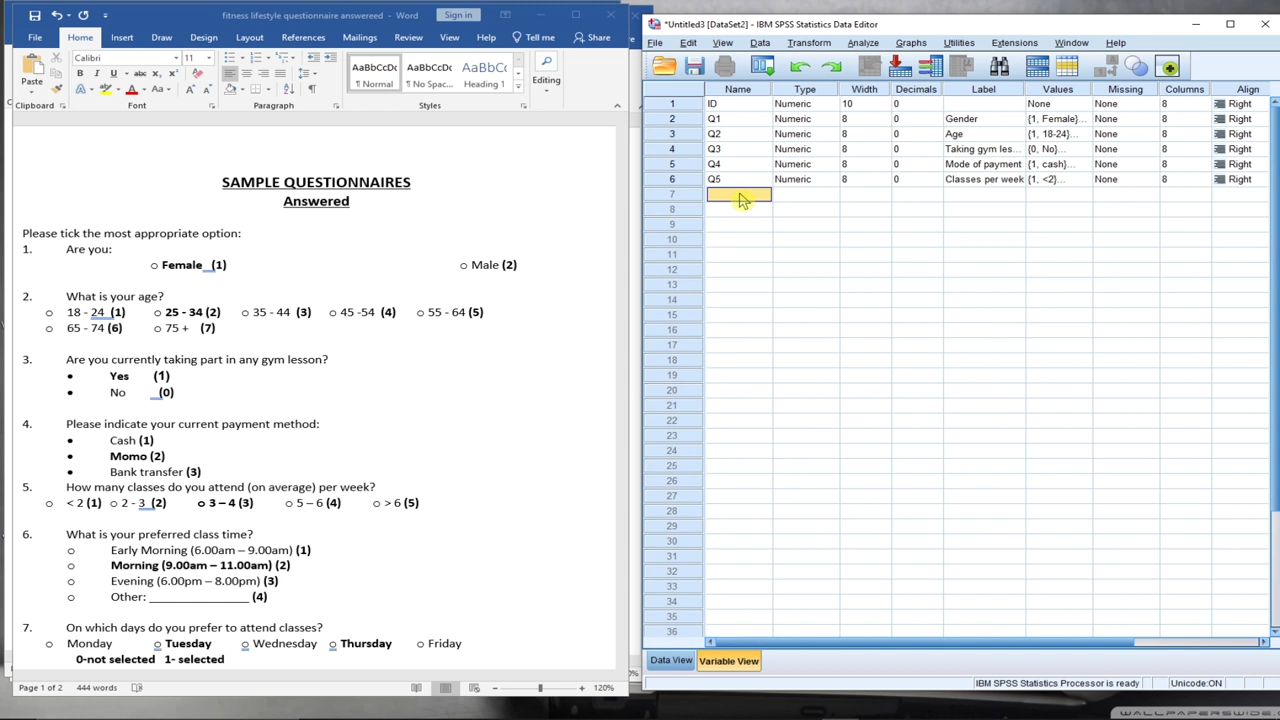 fitness lifestyle questionnaire answereed - Word
Sign in
File Home Insert Draw Design Layout References Mailings Review View Help Tell me Share
Calibri 11
Paste
Editing
AaBbCcDc AaBbCcDc AaBbCc
¶ Normal ¶ No Spac... Heading 1
Clipboard Font Paragraph Styles
SAMPLE QUESTIONNAIRES
Answered
Please tick the most appropriate option:
1. Are you:
o Female (1) o Male (2)
2. What is your age?
o 18 - 24 (1) o 25 - 34 (2) o 35 - 44 (3) o 45 -54 (4) o 55 - 64 (5)
o 65 - 74 (6) o 75 + (7)
3. Are you currently taking part in any gym lesson?
• Yes (1)
• No (0)
4. Please indicate your current payment method:
• Cash (1)
• Momo (2)
• Bank transfer (3)
5. How many classes do you attend (on average) per week?
o < 2 (1) o 2 - 3 (2) o 3 – 4 (3) o 5 – 6 (4) o > 6 (5)
6. What is your preferred class time?
o Early Morning (6.00am – 9.00am) (1)
o Morning (9.00am – 11.00am) (2)
o Evening (6.00pm – 8.00pm) (3)
o Other: __________________ (4)
7. On which days do you prefer to intend classes?
o Monday o Tuesday o Wednesday o Thursday o Friday
0-not selected 1- selected
Page 1 of 2 444 words 120%
*Untitled3 [DataSet2] - IBM SPSS Statistics Data Editor
File Edit View Data Transform Analyze Graphs Utilities Extensions Window Help
Name Type Width Decimals Label Values Missing Columns Align
1 ID Numeric 10 0 None None 8 Right
2 Q1 Numeric 8 0 Gender {1, Female}... None 8 Right
3 Q2 Numeric 8 0 Age {1, 18-24}... None 8 Right
4 Q3 Numeric 8 0 Taking gym les... {0, No}... None 8 Right
5 Q4 Numeric 8 0 Mode of payment {1, cash}... None 8 Right
6 Q5 Numeric 8 0 Classes per week {1, <2}... None 8 Right
7
8
9
10
11
12
13
14
15
16
17
18
19
20
21
22
23
24
25
26
27
28
29
30
31
32
33
34
35
36
Data View Variable View
IBM SPSS Statistics Processor is ready Unicode:ON